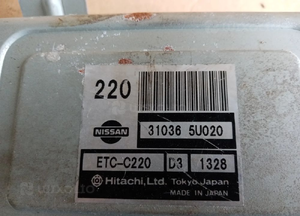 220
NISSAN
31036 5U020
ETC-C220 D3 1328
Hitachi, Ltd. Tokyo Japan
MADE IN JAPAN